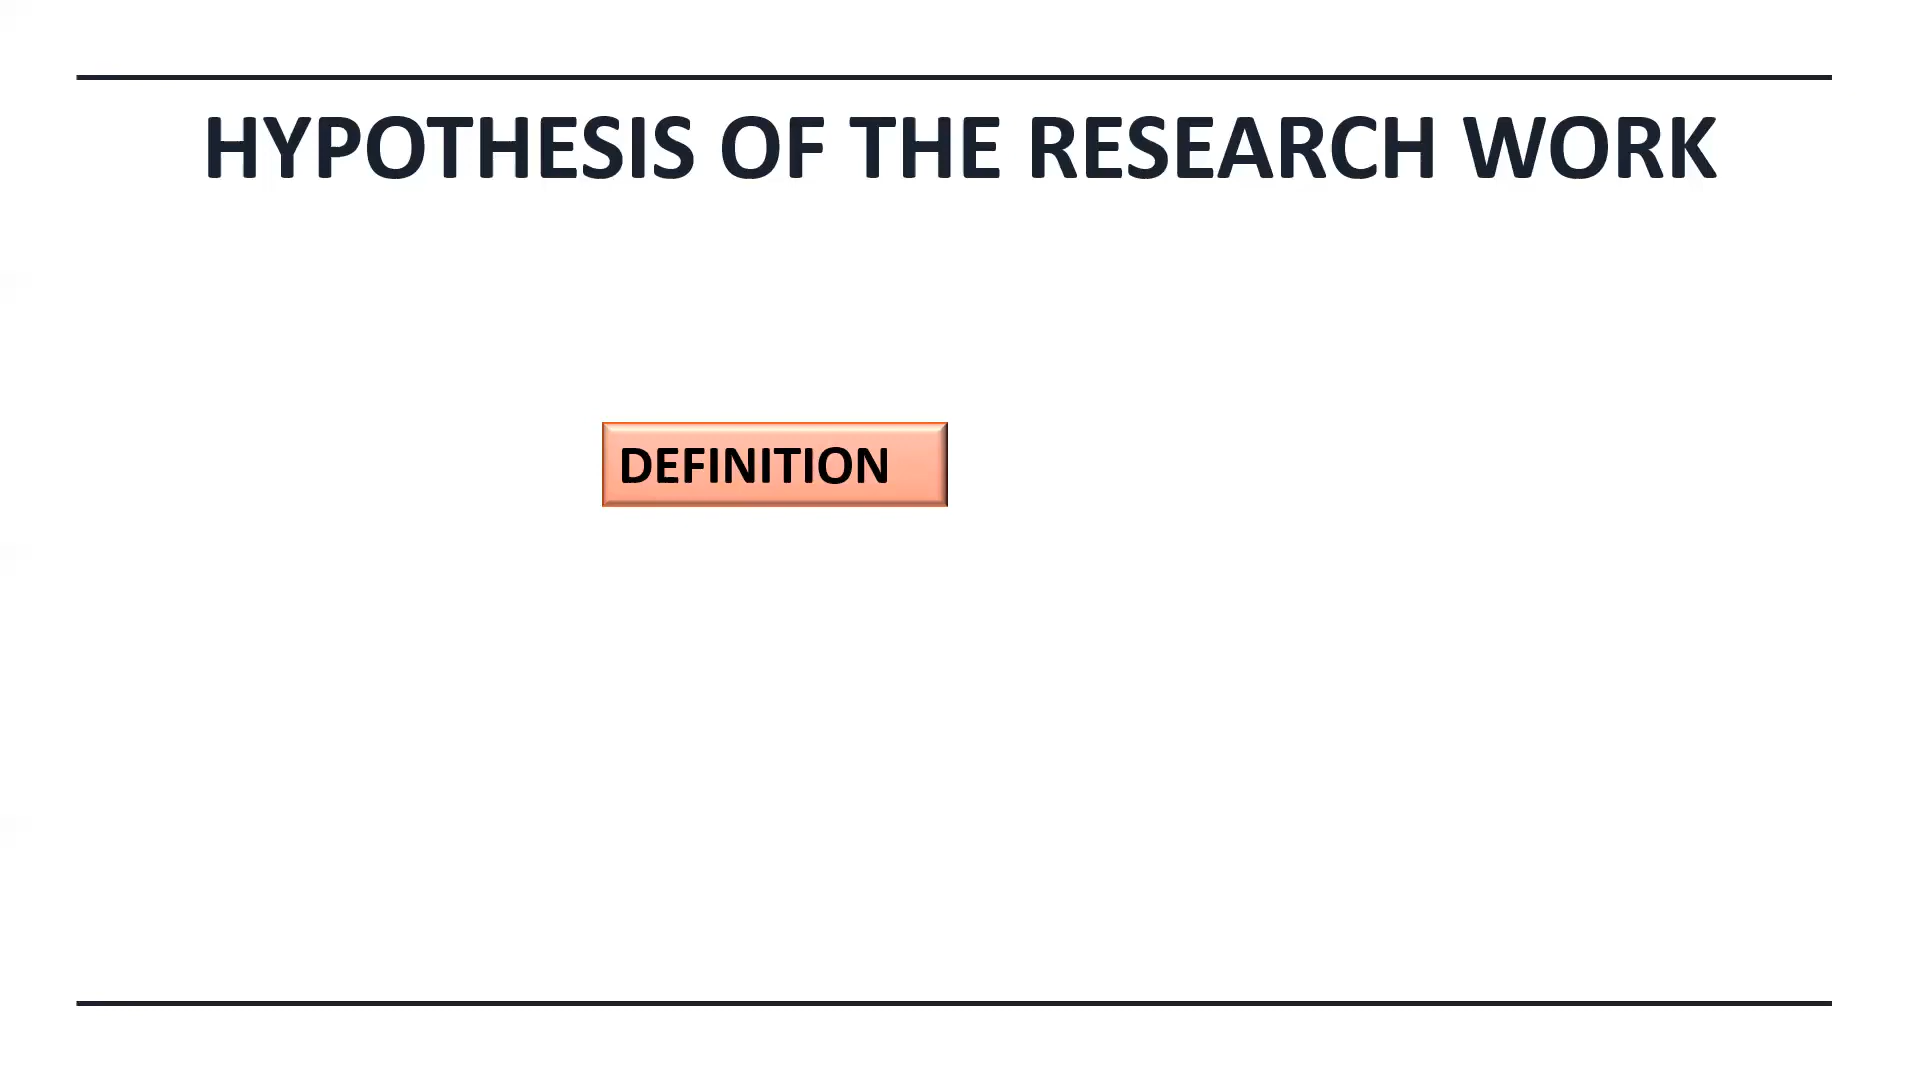 HYPOTHESIS OF THE RESEARCH WORK
DEFINITION